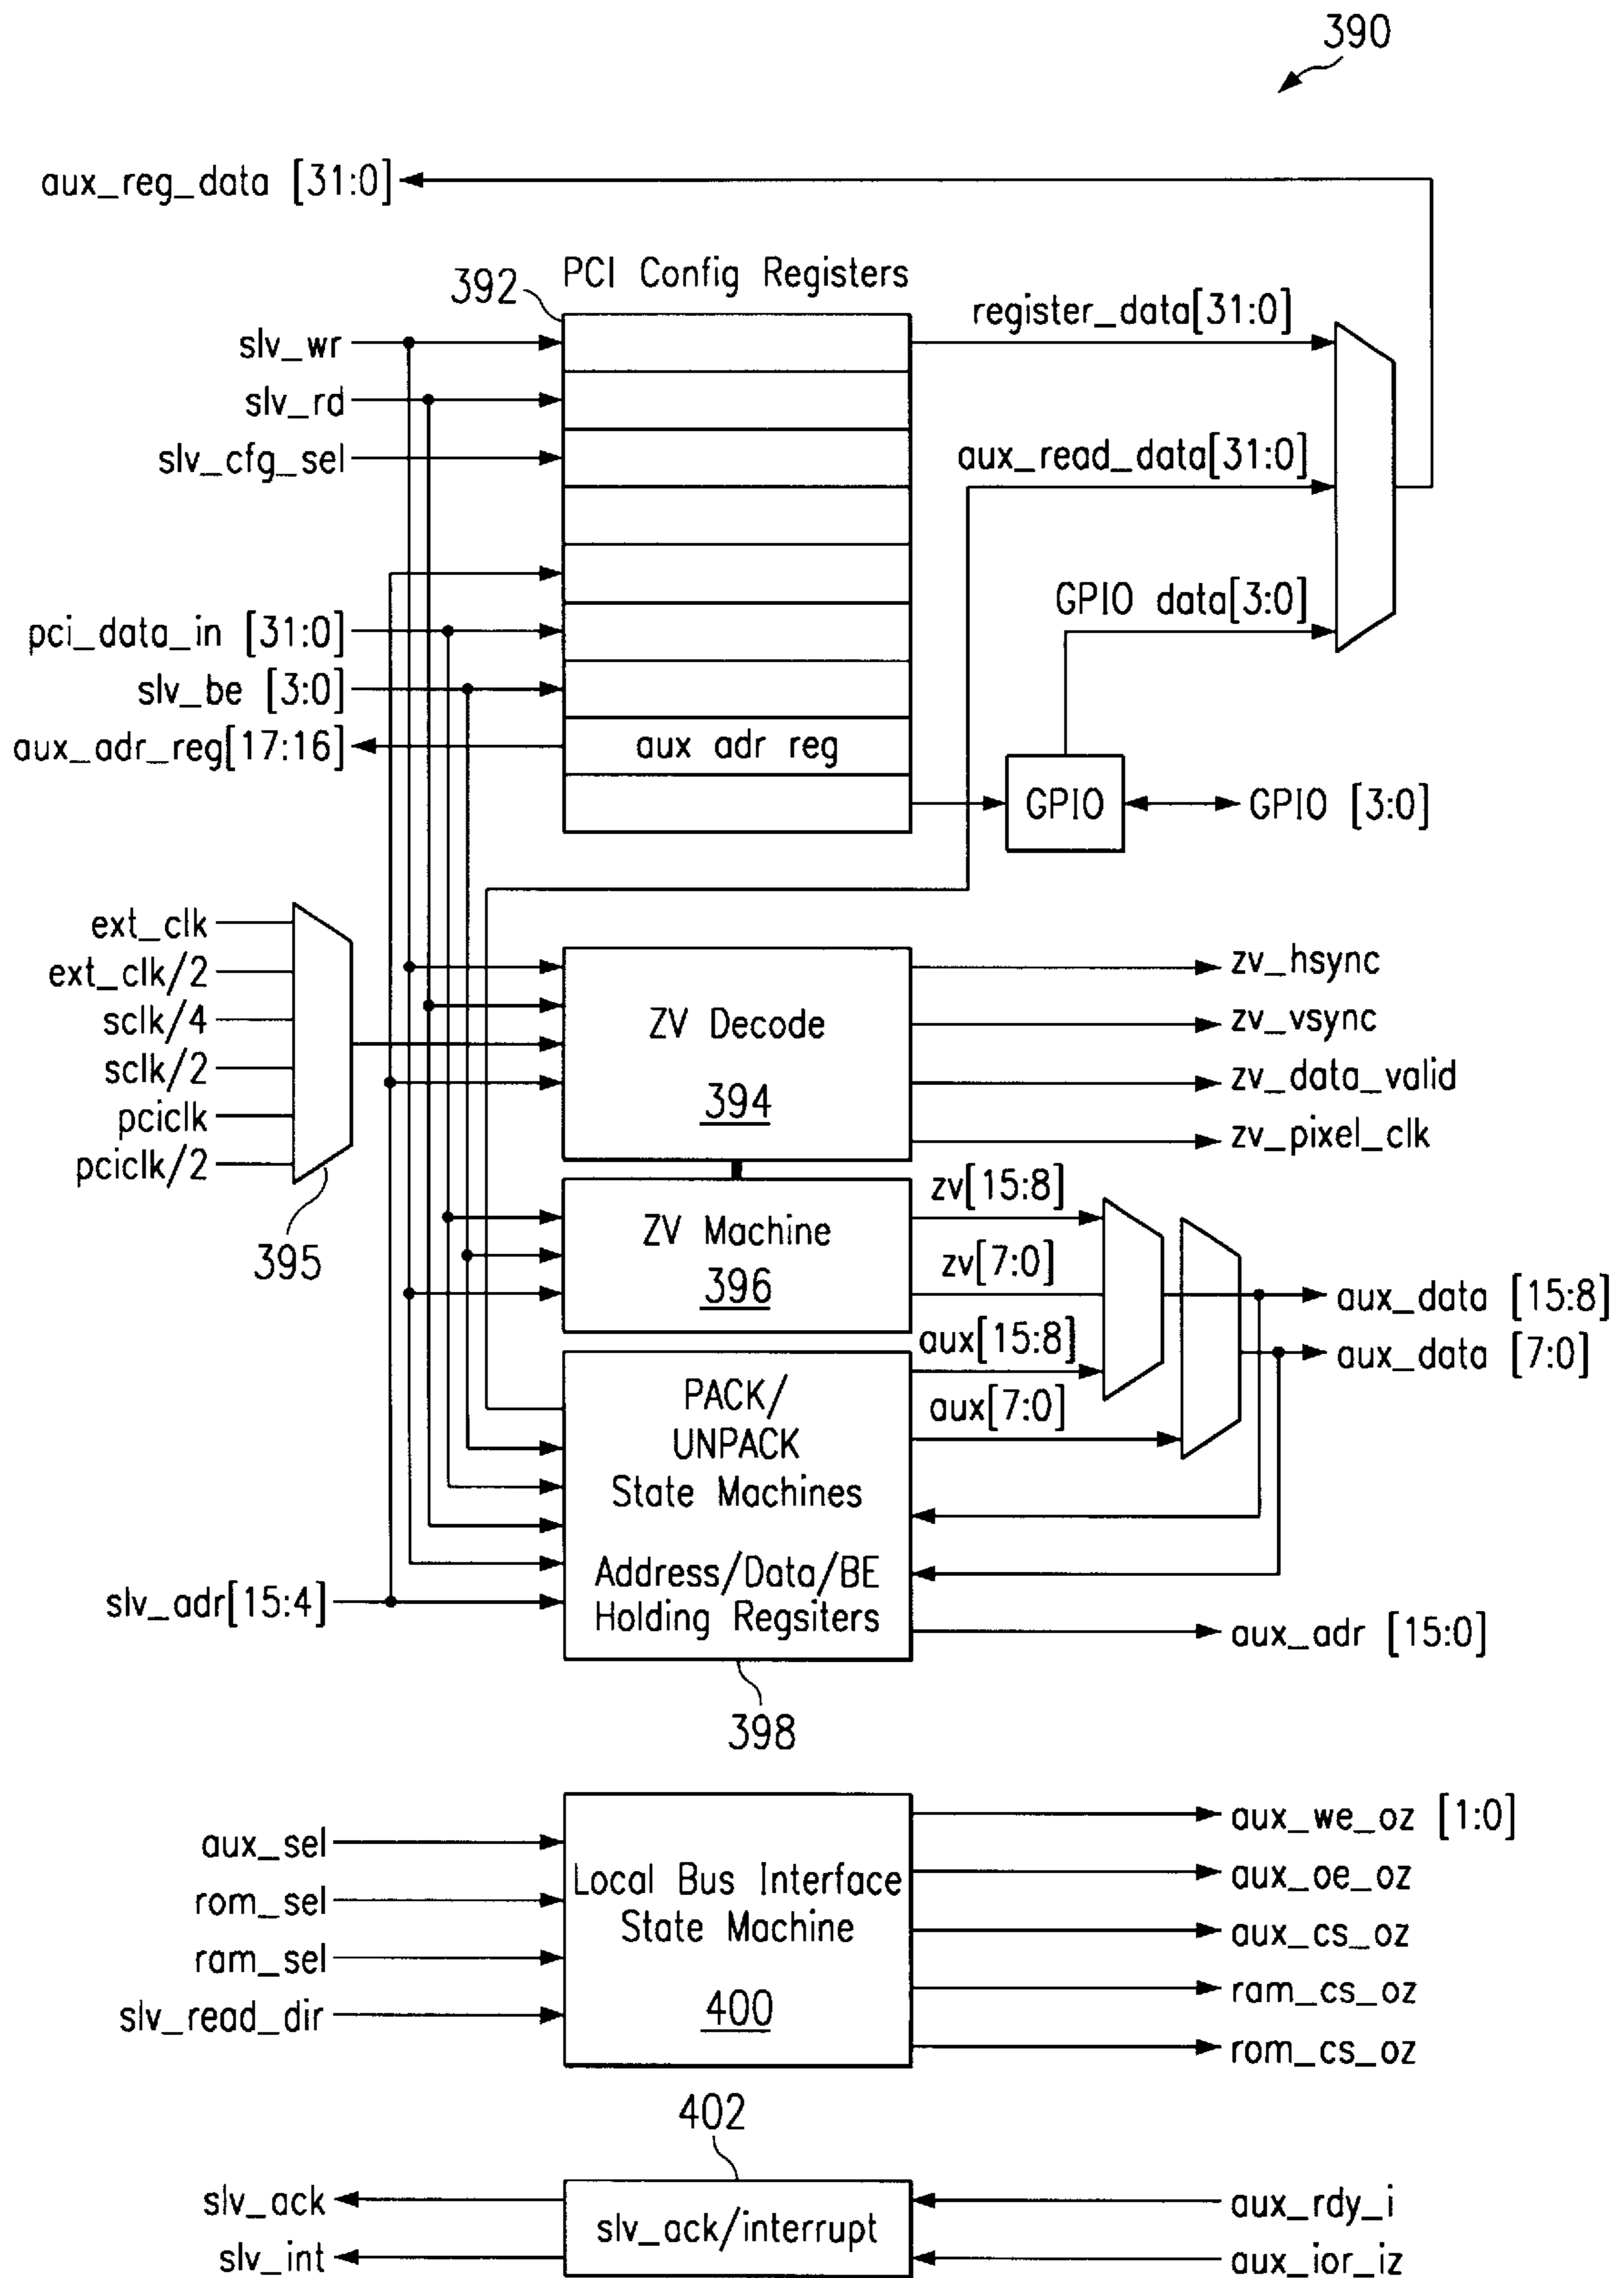 390
aux_reg_data [31:0]
392
PCI Config Registers
register_data[31:0]
slv_wr
slv_rd
slv_cfg_sel
aux_read_data[31:0]
GPIO data[3:0]
pci_data_in [31:0]
slv_be [3:0]
aux_adr_reg[17:16]
aux adr reg
GPIO
GPIO [3:0]
ext_clk
ext_clk/2
sclk/4
sclk/2
pciclk
pciclk/2
395
ZV Decode
394
zv_hsync
zv_vsync
zv_data_valid
zv_pixel_clk
ZV Machine
396
zv[15:8]
zv[7:0]
aux[15:8]
aux[7:0]
aux_data [15:8]
aux_data [7:0]
PACK/
UNPACK
State Machines
Address/Data/BE
Holding Regsiters
slv_adr[15:4]
aux_adr [15:0]
398
aux_sel
rom_sel
ram_sel
slv_read_dir
Local Bus Interface
State Machine
400
aux_we_oz [1:0]
aux_oe_oz
aux_cs_oz
ram_cs_oz
rom_cs_oz
402
slv_ack
slv_int
slv_ack/interrupt
aux_rdy_i
aux_ior_iz